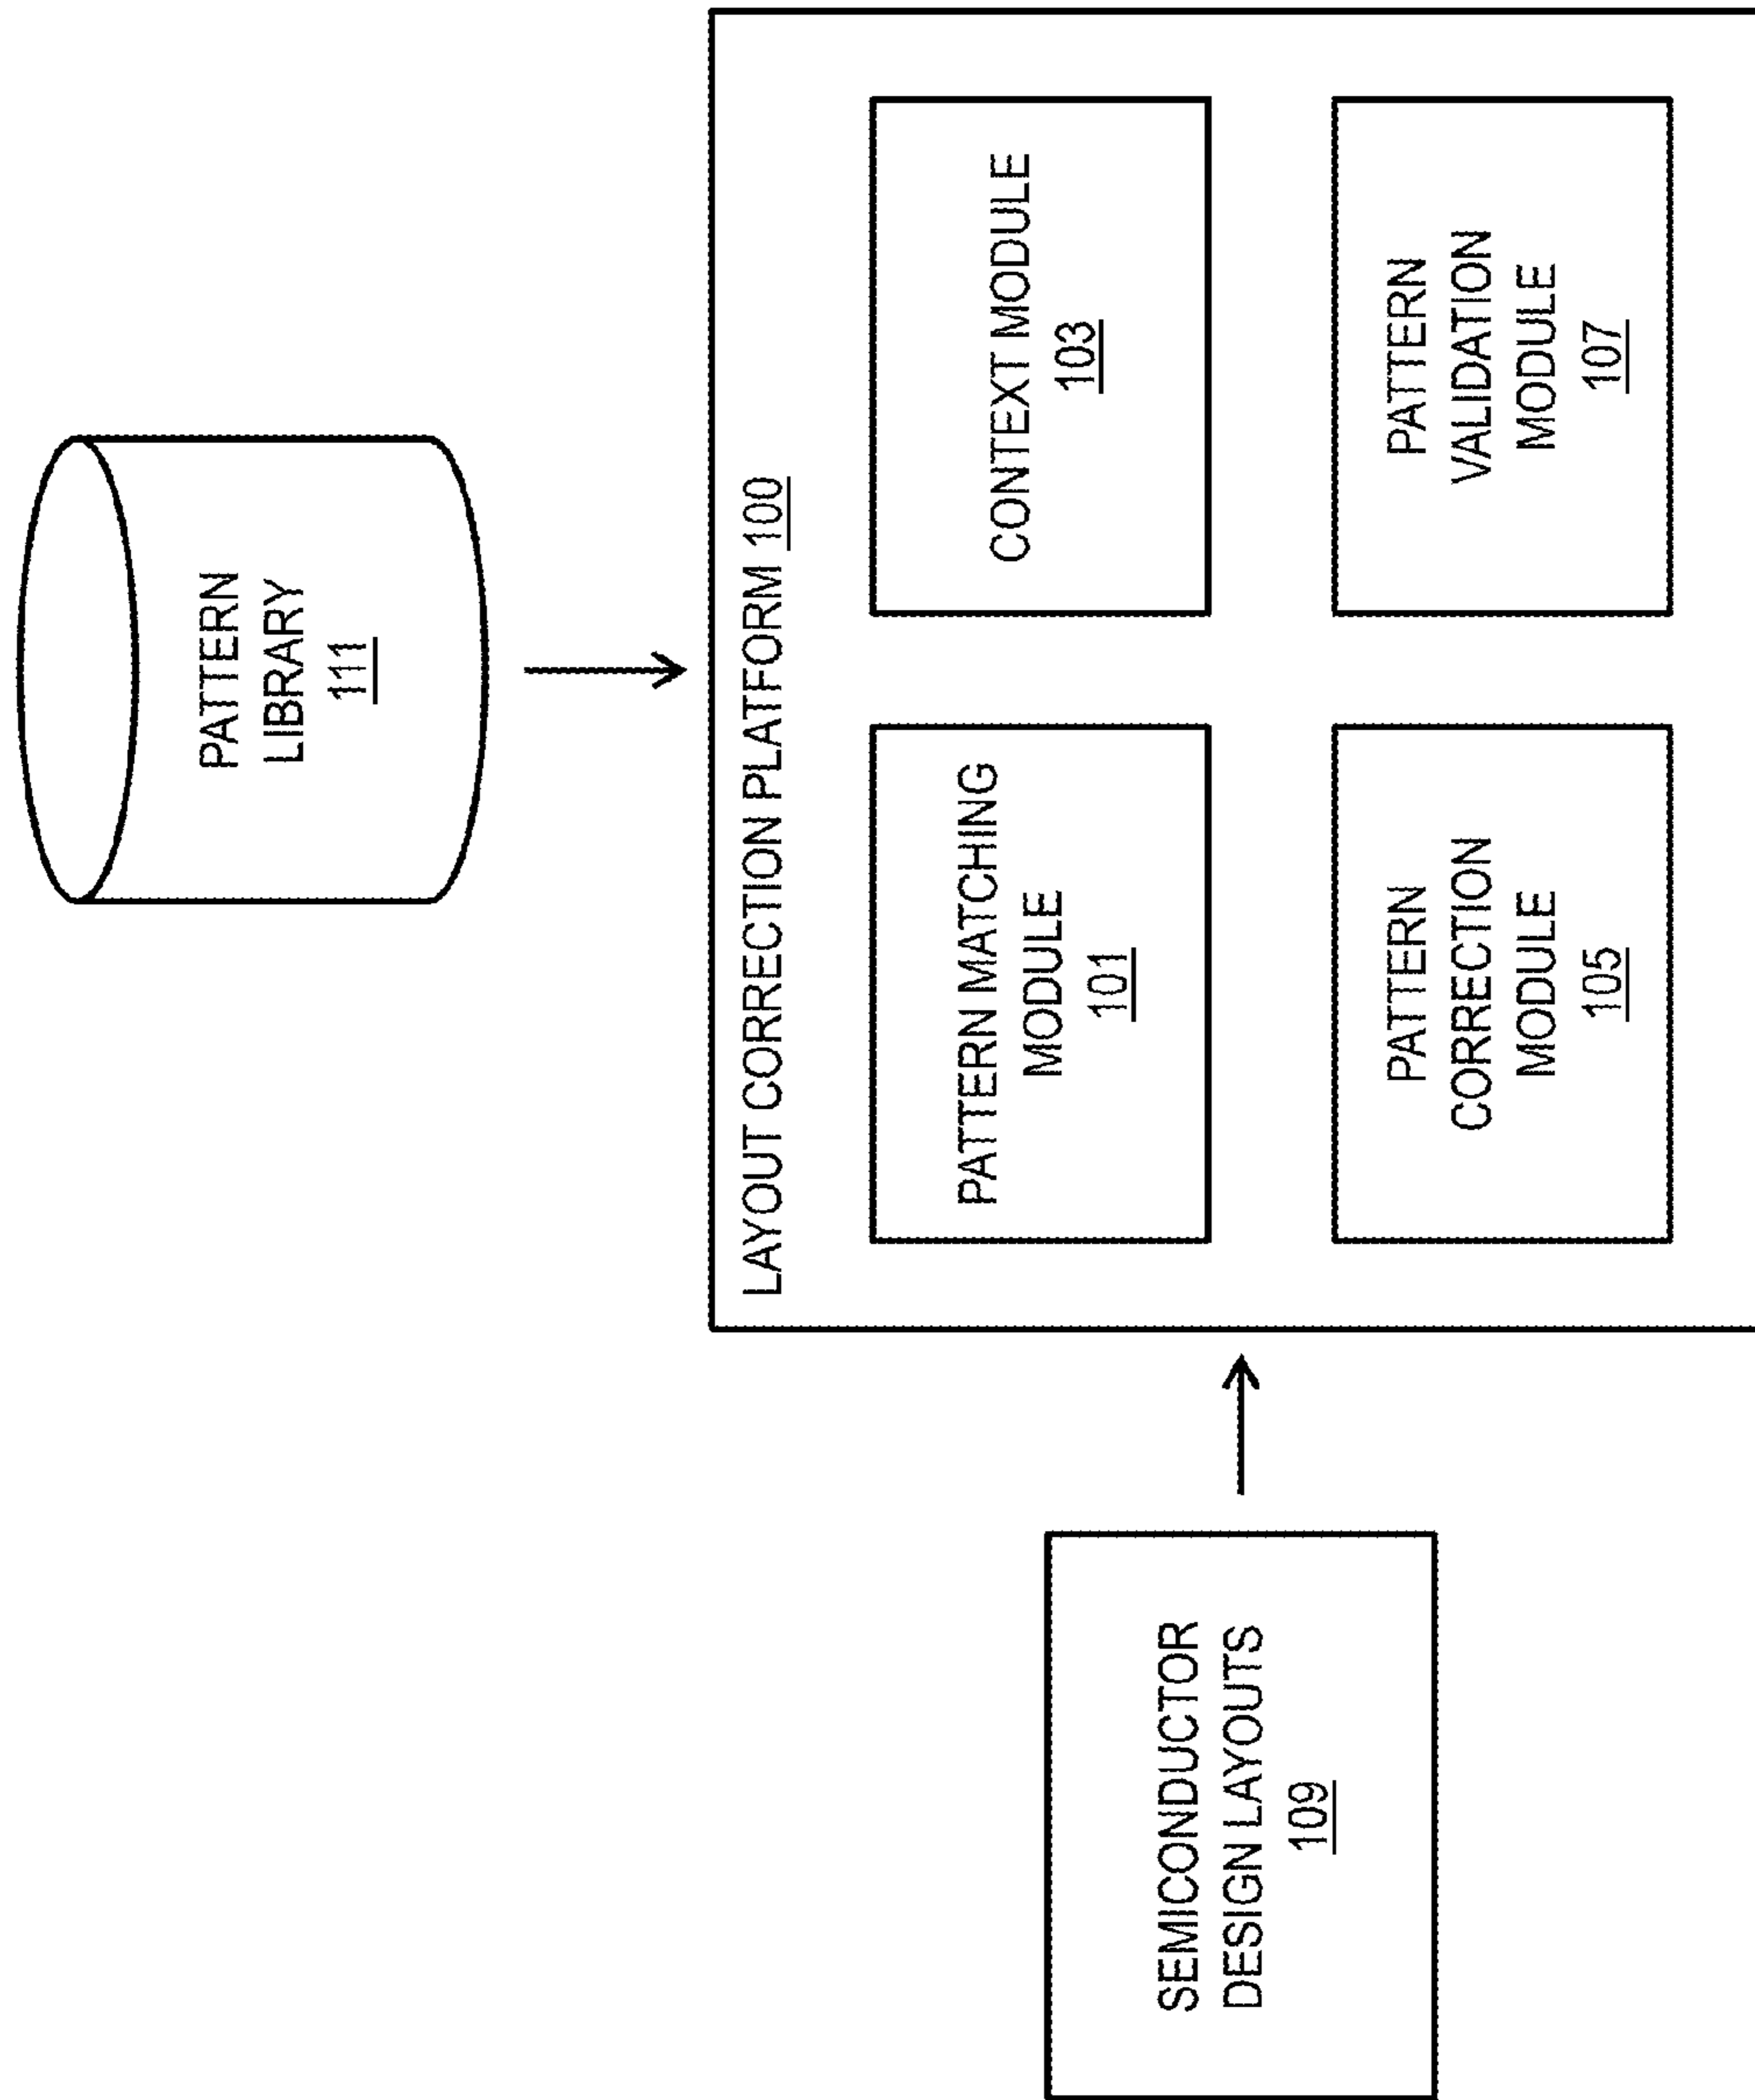 PATTERN
LIBRARY
111
LAYOUT CORRECTION PLATFORM 100
PATTERN MATCHING
MODULE
101
CONTEXT MODULE
103
SEMICONDUCTOR
DESIGN LAYOUTS
109
PATTERN
CORRECTION
MODULE
105
PATTERN
VALIDATION
MODULE
107